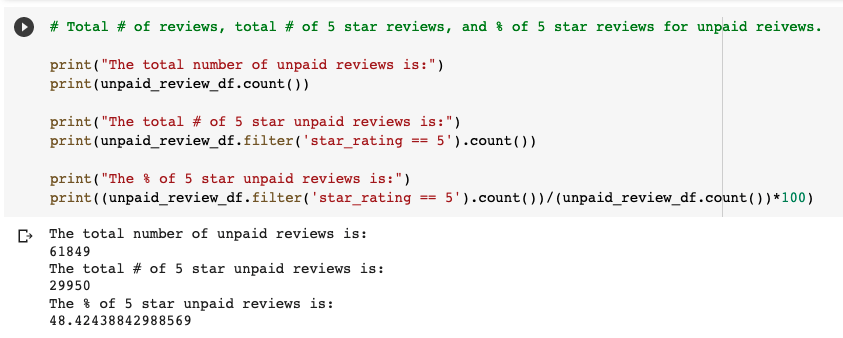 # Total # of reviews, total # of 5 star reviews, and % of 5 star reviews for unpaid reivews.
print("The total number of unpaid reviews is:")
print(unpaid_review_df.count())
print("The total # of 5 star unpaid reviews is:")
print(unpaid_review_df.filter('star_rating == 5').count())
print("The % of 5 star unpaid reviews is:")
print((unpaid_review_df.filter('star_rating == 5').count())/(unpaid_review_df.count())*100)
The total number of unpaid reviews is:
61849
The total # of 5 star unpaid reviews is:
29950
The % of 5 star unpaid reviews is:
48.42438842988569